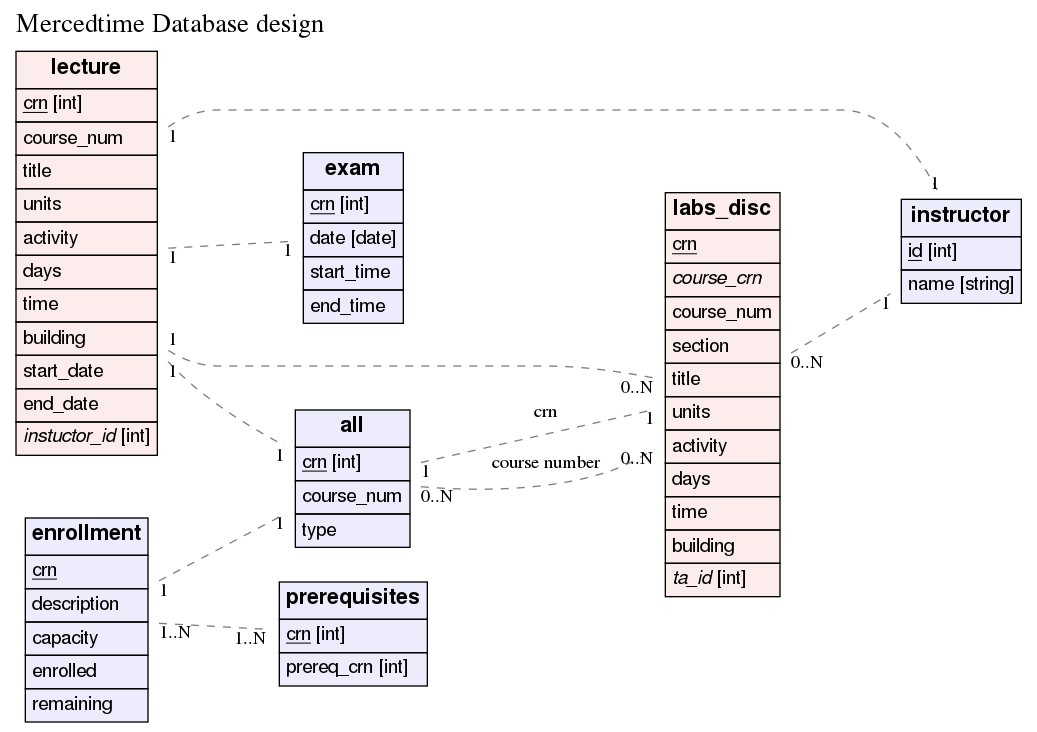 Mercedtime Database design
lecture
crn [int]
course_num
title
units
activity
days
time
building
start_date
end_date
instuctor_id [int]
1
1
1
1
exam
crn [int]
date [date]
start_time
end_time
1
labs_disc
crn
course_crn
course_num
section
title
units
activity
days
time
building
ta_id [int]
0..N
1
0..N
0..N
instructor
id [int]
name [string]
1
1
all
crn [int]
course_num
type
1
1
1
0..N
crn
course number
enrollment
crn
description
capacity
enrolled
remaining
1
1..N
1..N
prerequisites
crn [int]
prereq_crn [int]